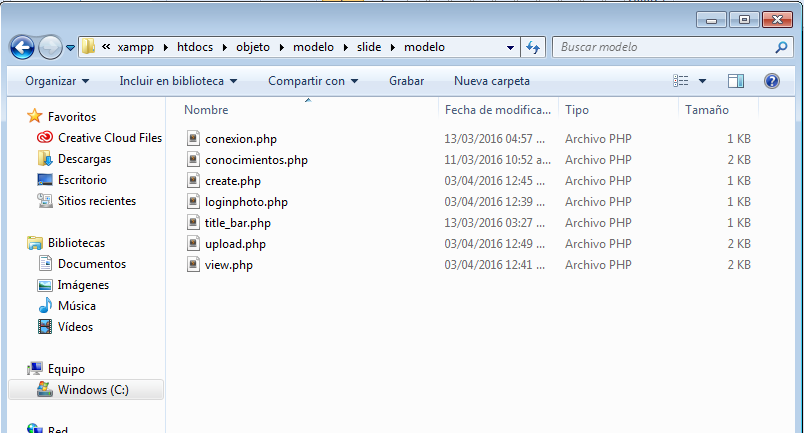 « xampp ▸ htdocs ▸ objeto ▸ modelo ▸ slide ▸ modelo
Buscar modelo
Organizar Incluir en biblioteca Compartir con Grabar Nueva carpeta
Favoritos
Creative Cloud Files
Descargas
Escritorio
Sitios recientes
Bibliotecas
Documentos
Imágenes
Música
Vídeos
Equipo
Windows (C:)
Red
Nombre Fecha de modifica... Tipo Tamaño
conexion.php 13/03/2016 04:57 ... Archivo PHP 1 KB
conocimientos.php 11/03/2016 10:52 a... Archivo PHP 2 KB
create.php 03/04/2016 12:45 ... Archivo PHP 1 KB
loginphoto.php 03/04/2016 12:39 ... Archivo PHP 1 KB
title_bar.php 13/03/2016 03:27 ... Archivo PHP 1 KB
upload.php 03/04/2016 12:49 ... Archivo PHP 2 KB
view.php 03/04/2016 12:41 ... Archivo PHP 2 KB